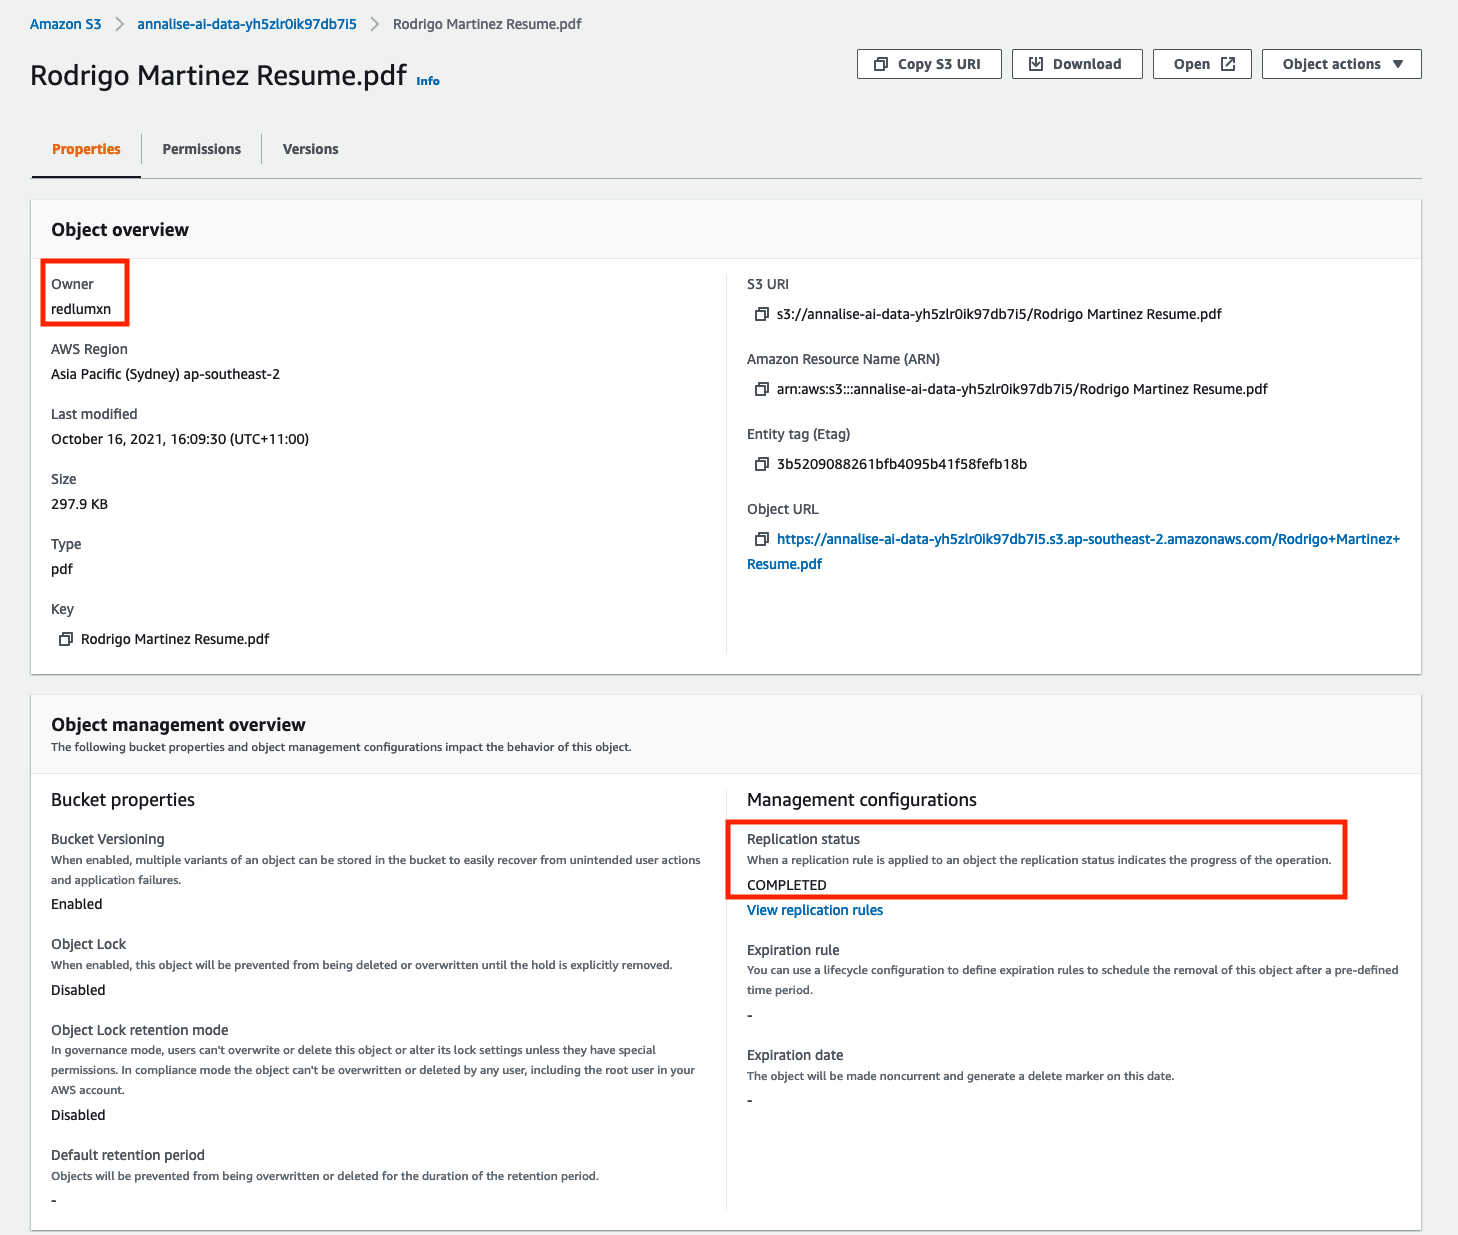 Amazon S3 > annalise-ai-data-yh5zlr0ik97db7i5 > Rodrigo Martinez Resume.pdf
Rodrigo Martinez Resume.pdf Info
Copy S3 URI Download Open Object actions
Properties Permissions Versions
Object overview
Owner
redlumxn
AWS Region
Asia Pacific (Sydney) ap-southeast-2
Last modified
October 16, 2021, 16:09:30 (UTC+11:00)
Size
297.9 KB
Type
pdf
Key
Rodrigo Martinez Resume.pdf
S3 URI
s3://annalise-ai-data-yh5zlr0ik97db7i5/Rodrigo Martinez Resume.pdf
Amazon Resource Name (ARN)
arn:aws:s3:::annalise-ai-data-yh5zlr0ik97db7i5/Rodrigo Martinez Resume.pdf
Entity tag (Etag)
3b5209088261bfb4095b41f58fefb18b
Object URL
https://annalise-ai-data-yh5zlr0ik97db7i5.s3.ap-southeast-2.amazonaws.com/Rodrigo+Martinez+
Resume.pdf
Object management overview
The following bucket properties and object management configurations impact the behavior of this object.
Bucket properties
Bucket Versioning
When enabled, multiple variants of an object can be stored in the bucket to easily recover from unintended user actions
and application failures.
Enabled
Object Lock
When enabled, this object will be prevented from being deleted or overwritten until the hold is explicitly removed.
Disabled
Object Lock retention mode
In governance mode, users can't overwrite or delete this object or alter its lock settings unless they have special
permissions. In compliance mode the object can't be overwritten or deleted by any user, including the root user in your
AWS account.
Disabled
Default retention period
Objects will be prevented from being overwritten or deleted for the duration of the retention period.
-
Management configurations
Replication status
When a replication rule is applied to an object the replication status indicates the progress of the operation.
COMPLETED
View replication rules
Expiration rule
You can use a lifecycle configuration to define expiration rules to schedule the removal of this object after a pre-defined
time period.
-
Expiration date
The object will be made noncurrent and generate a delete marker on this date.
-